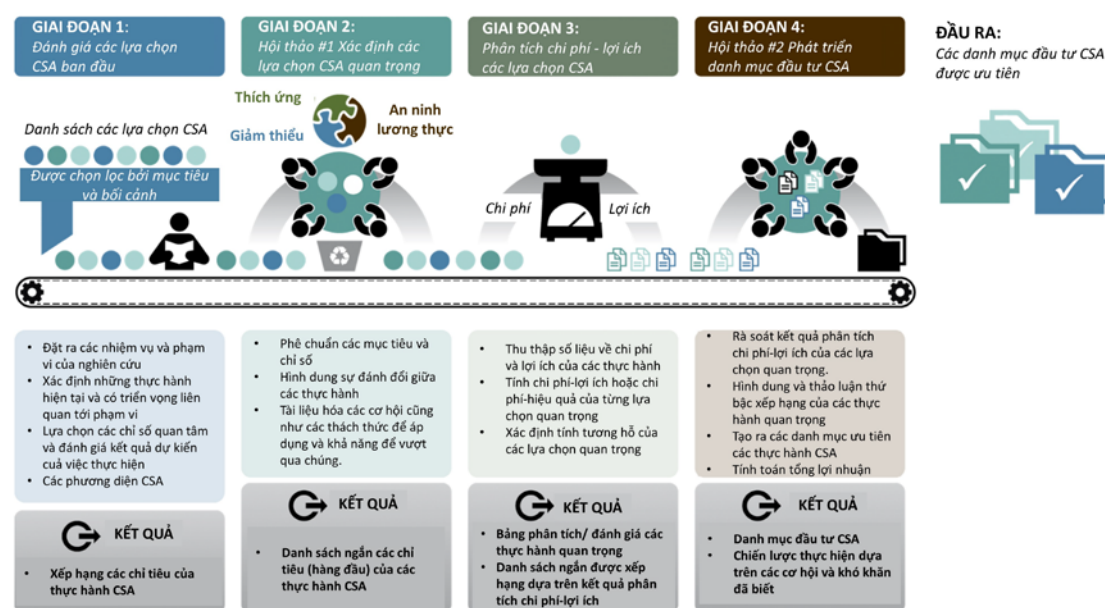 GIAI ĐOẠN 1:
Đánh giá các lựa chọn
CSA ban đầu
GIAI ĐOẠN 2:
Hội thảo #1 Xác định các
lựa chọn CSA quan trọng
GIAI ĐOẠN 3:
Phân tích chi phí - lợi ích
các lựa chọn CSA
GIAI ĐOẠN 4:
Hội thảo #2 Phát triển
danh mục đầu tư CSA
ĐẦU RA:
Các danh mục đầu tư CSA
được ưu tiên
Danh sách các lựa chọn CSA
Được chọn lọc bởi mục tiêu
và bối cảnh
Thích ứng
Giảm thiểu
An ninh
lương thực
Chi phí
Lợi ích
• Đặt ra các nhiệm vụ và phạm
vi của nghiên cứu
• Xác định những thực hành
hiện tại và có triển vọng liên
quan tới phạm vi
• Lựa chọn các chỉ số quan tâm
và đánh giá kết quả dự kiến
cuả việc thực hiện
• Các phương diện CSA
• Phê chuẩn các mục tiêu và
chỉ số
• Hình dung sự đánh đổi giữa
các thực hành
• Tài liệu hóa các cơ hội cũng
như các thách thức để áp
dụng và khả năng để vượt
qua chúng.
• Thu thập số liệu về chi phí
và lợi ích của các thực hành
• Tính chi phí-lợi ích hoặc chi
phí-hiệu quả của từng lựa
chọn quan trọng
• Xác định tính tương hỗ của
các lựa chọn quan trọng
• Rà soát kết quả phân tích
chi phí-lợi ích của các lựa
chọn quan trọng.
• Hình dung và thảo luận thứ
bậc xếp hạng của các thực
hành quan trọng
• Tạo ra các danh mục ưu tiên
các thực hành CSA
• Tính toán tổng lợi nhuận
KẾT QUẢ
• Xếp hạng các chỉ tiêu của
thực hành CSA
KẾT QUẢ
• Danh sách ngắn các chỉ
tiêu (hàng đầu) của các
thực hành CSA
KẾT QUẢ
• Bảng phân tích/ đánh giá các
thực hành quan trọng
• Danh sách ngắn được xếp
hạng dựa trên kết quả phân
tích chi phí-lợi ích
KẾT QUẢ
• Danh mục đầu tư CSA
• Chiến lược thực hiện dựa
trên các cơ hội và khó khăn
đã biết